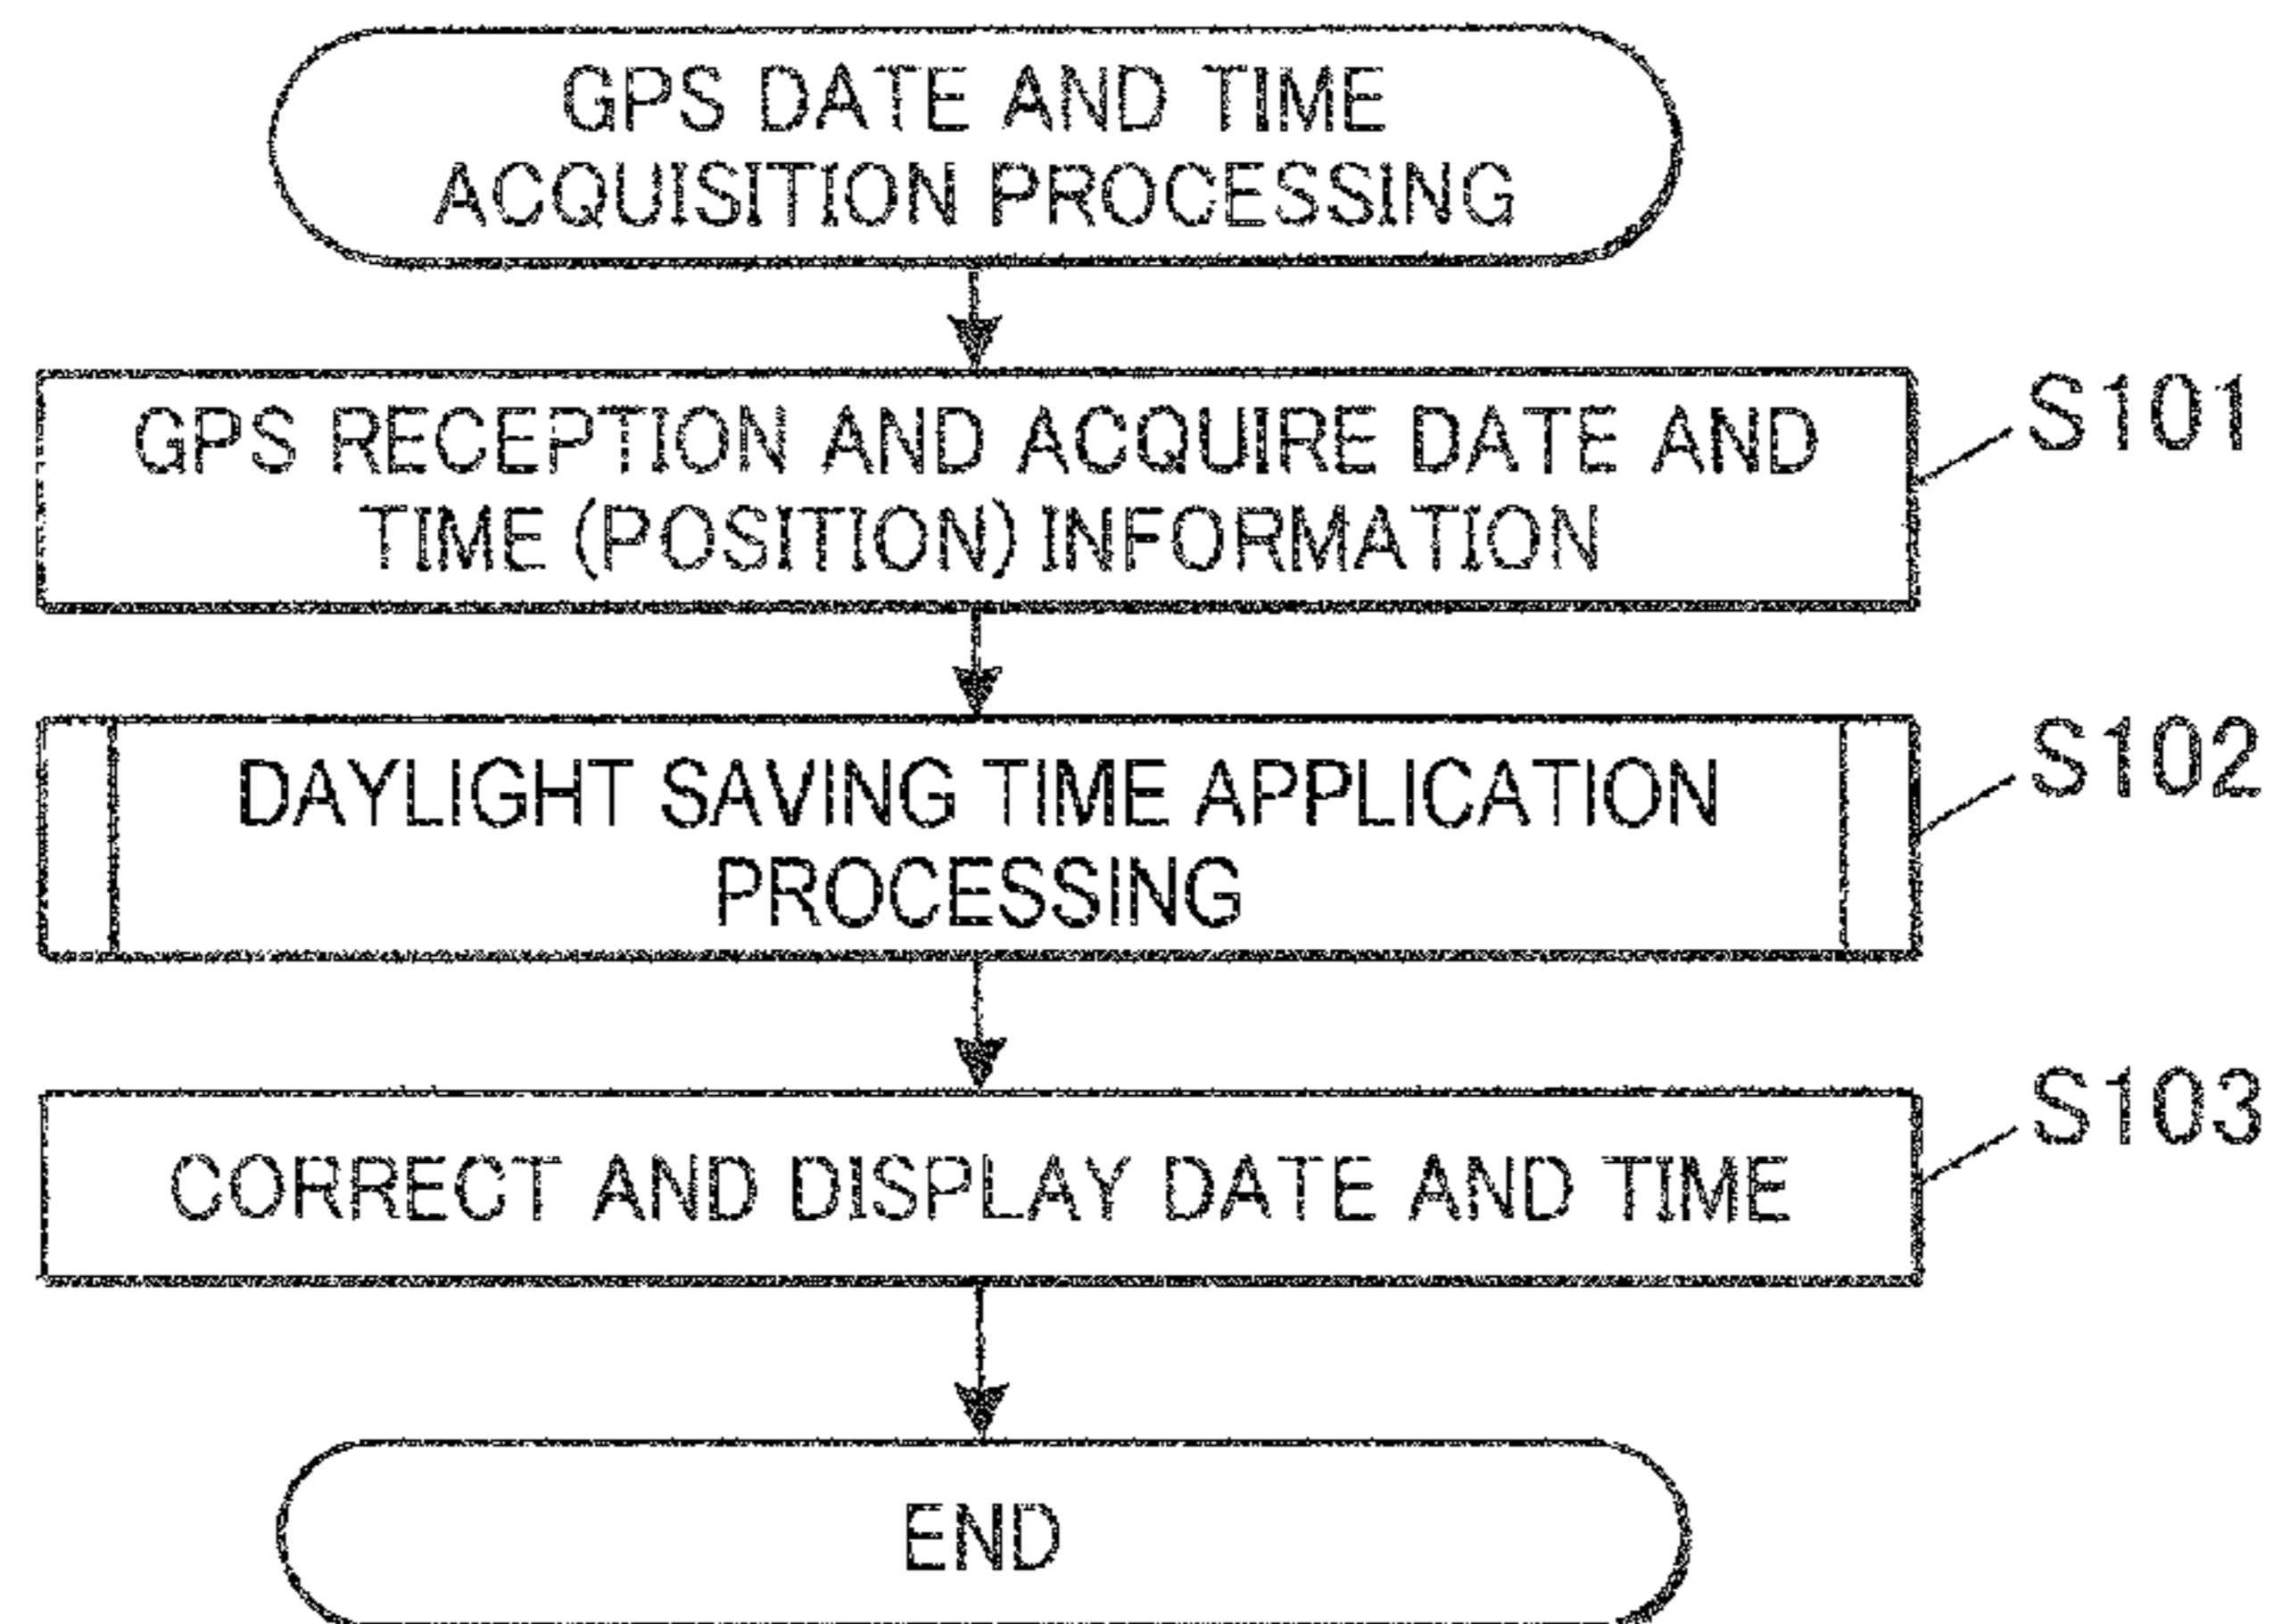 GPS DATE AND TIME
ACQUISITION PROCESSING
GPS RECEPTION AND ACQUIRE DATE AND
TIME (POSITION) INFORMATION
S101
DAYLIGHT SAVING TIME APPLICATION
PROCESSING
S102
CORRECT AND DISPLAY DATE AND TIME
S103
END